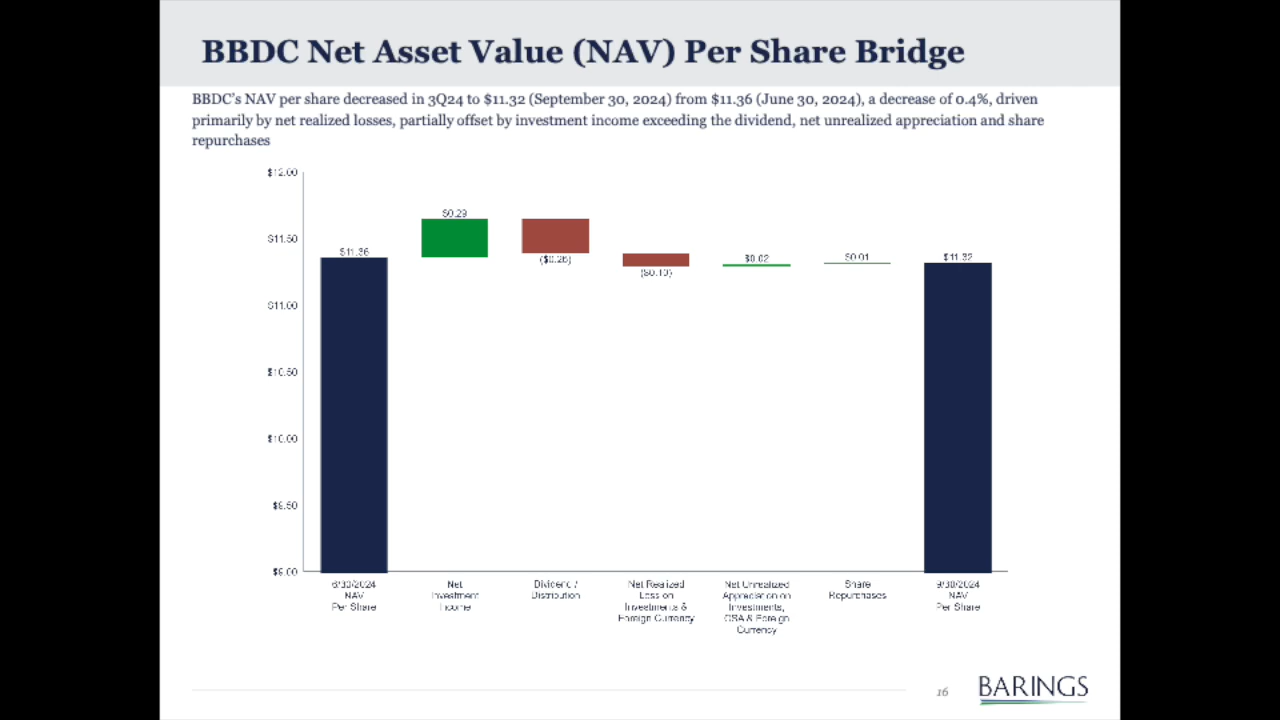 BBDC Net Asset Value (NAV) Per Share Bridge
BBDC's NAV per share decreased in 3Q24 to $11.32 (September 30, 2024) from $11.36 (June 30, 2024), a decrease of 0.4%, driven
primarily by net realized losses, partially offset by investment income exceeding the dividend, net unrealized appreciation and share
repurchases
$12.00
$11.50
$11.00
$10.50
$10.00
$9.50
$9.00
$11.36
$0.29
($0.26)
($0.10)
$0.02
$0.01
$11.32
6/30/2024
NAV
Per Share
Net
Investment
Income
Dividend /
Distribution
Net Realized
Loss on
Investments &
Foreign Currency
Net Unrealized
Appreciation on
Investments,
CSA & Foreign
Currency
Share
Repurchases
9/30/2024
NAV
Per Share
16
BARINGS